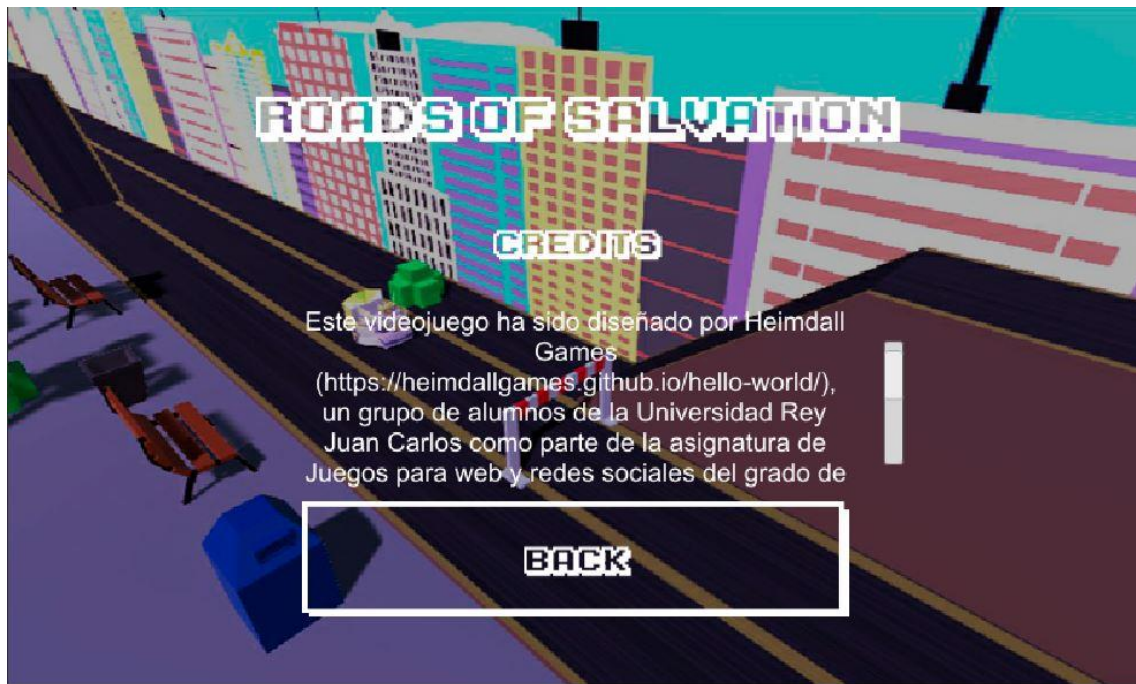 ROADS OF SALVATION
CREDITS
Este videojuego ha sido diseñado por Heimdall
Games
(https://heimdallgames.github.io/hello-world/),
un grupo de alumnos de la Universidad Rey
Juan Carlos como parte de la asignatura de
Juegos para web y redes sociales del grado de
BACK